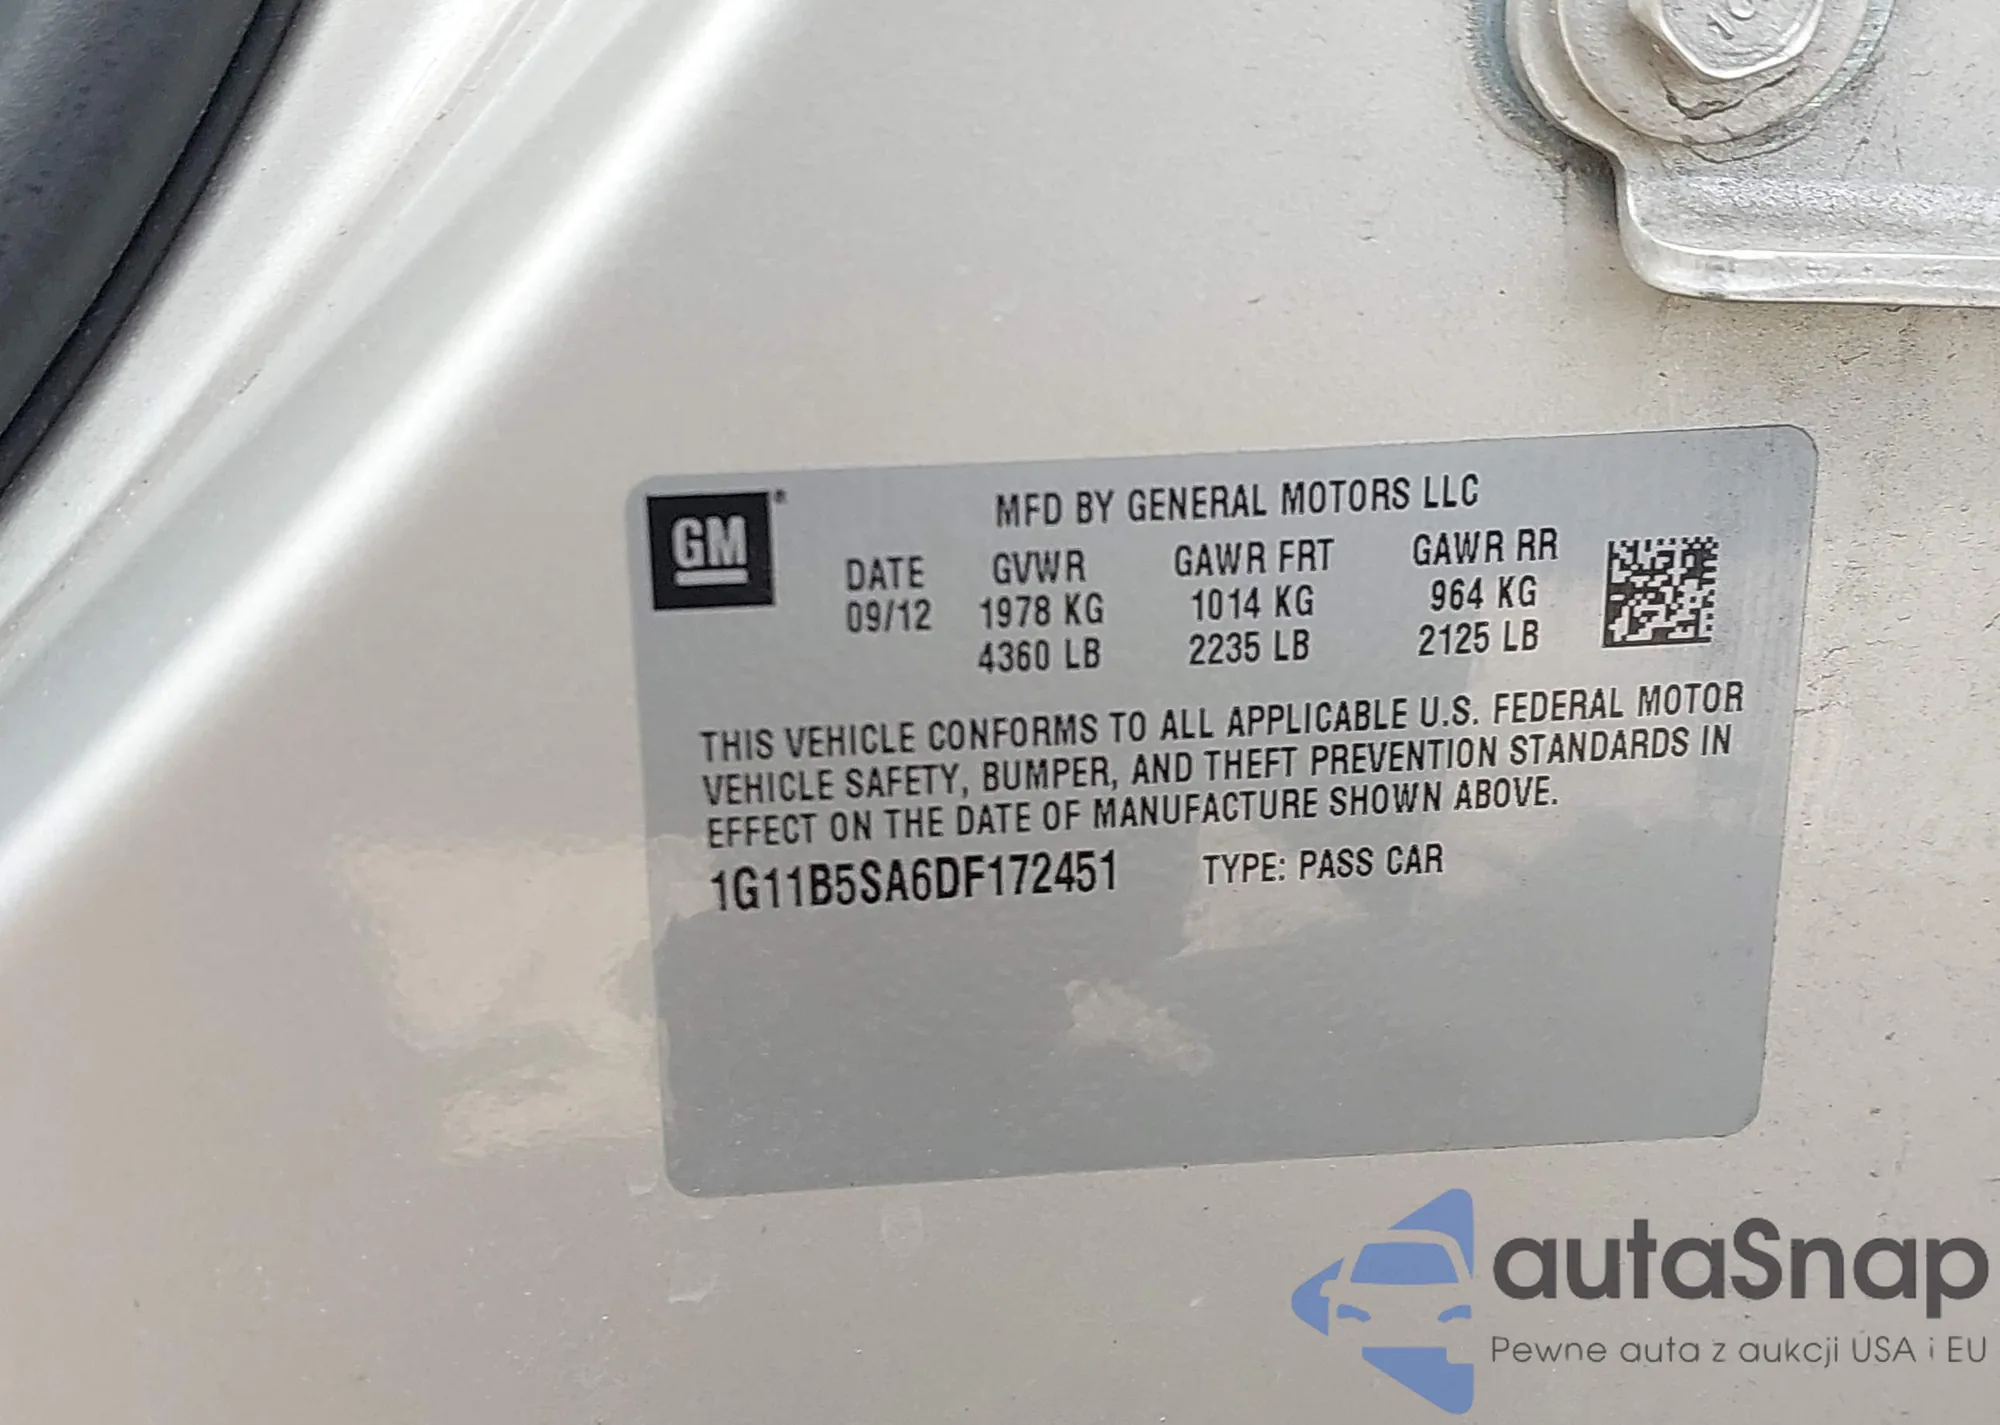 GM®
MFD BY GENERAL MOTORS LLC
DATE GVWR GAWR FRT GAWR RR
09/12 1978 KG 1014 KG 964 KG
4360 LB 2235 LB 2125 LB
THIS VEHICLE CONFORMS TO ALL APPLICABLE U.S. FEDERAL MOTOR
VEHICLE SAFETY, BUMPER, AND THEFT PREVENTION STANDARDS IN
EFFECT ON THE DATE OF MANUFACTURE SHOWN ABOVE.
1G11B5SA6DF172451 TYPE: PASS CAR
autaSnap
Pewne auta z aukcji USA i EU